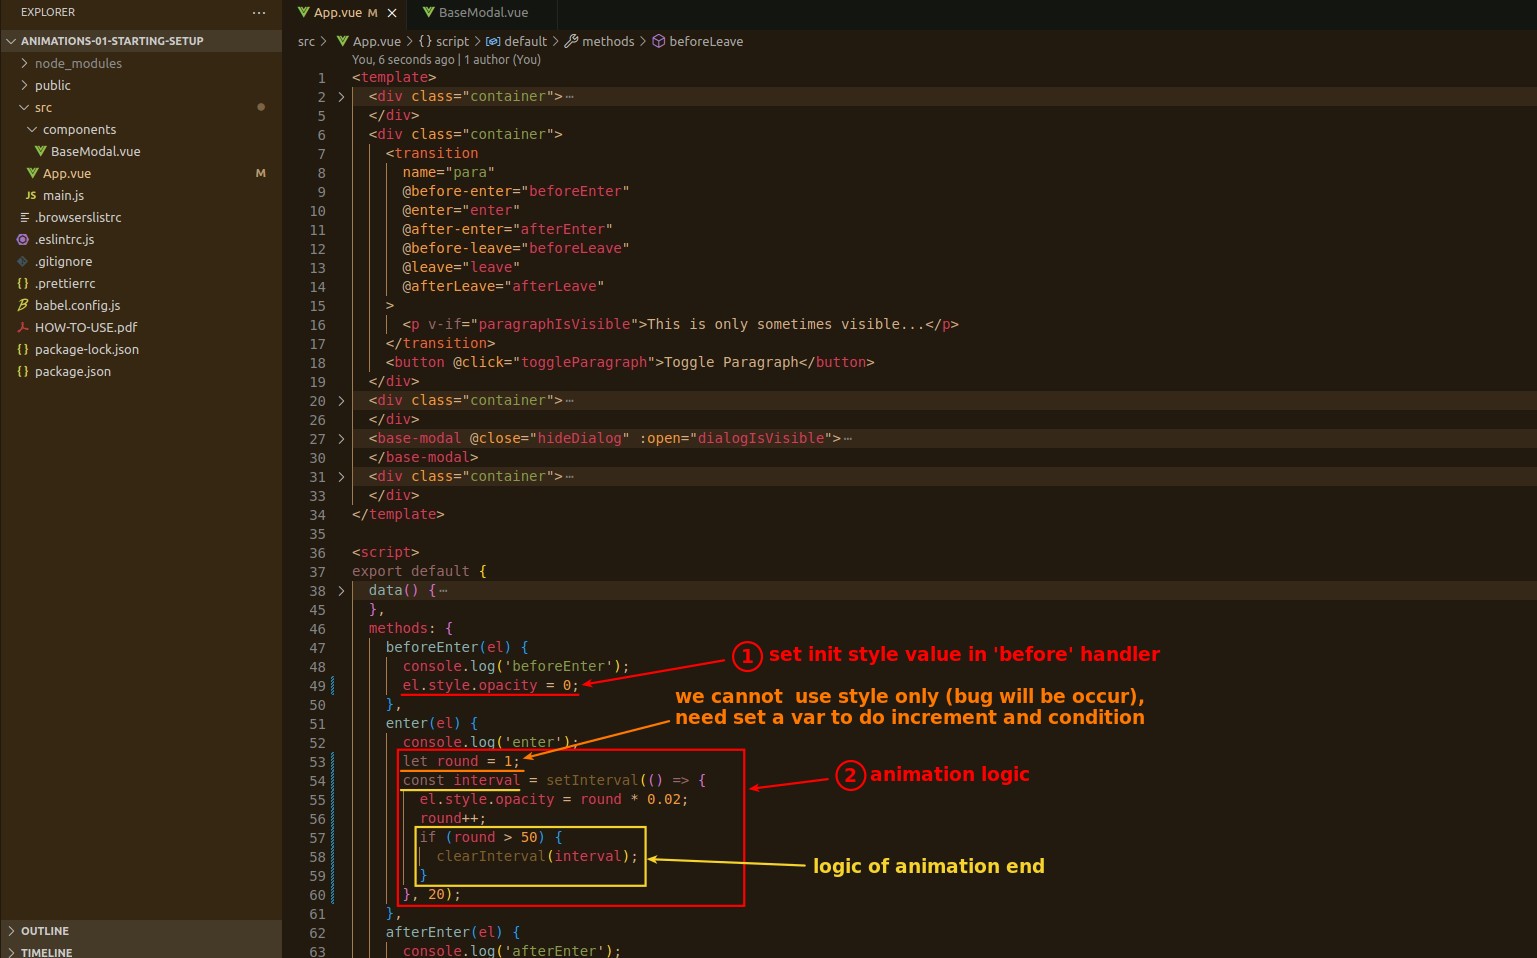 EXPLORER
ANIMATIONS-01-STARTING-SETUP
node_modules
public
src
components
BaseModal.vue
App.vue M
JS main.js
.browserslistrc
.eslintrc.js
.gitignore
{} .prettierrc
babel.config.js
HOW-TO-USE.pdf
{} package-lock.json
{} package.json
OUTLINE
TIMELINE
App.vue M
BaseModal.vue
src > App.vue > {} script > default > methods > beforeLeave
You, 6 seconds ago | 1 author (You)
1 <template>
2 <div class="container">…
5 </div>
6 <div class="container">
7 <transition
8 name="para"
9 @before-enter="beforeEnter"
10 @enter="enter"
11 @after-enter="afterEnter"
12 @before-leave="beforeLeave"
13 @leave="leave"
14 @afterLeave="afterLeave"
15 >
16 <p v-if="paragraphIsVisible">This is only sometimes visible...</p>
17 </transition>
18 <button @click="toggleParagraph">Toggle Paragraph</button>
19 </div>
20 <div class="container">…
26 </div>
27 <base-modal @close="hideDialog" :open="dialogIsVisible">…
30 </base-modal>
31 <div class="container">…
33 </div>
34 </template>
35
36 <script>
37 export default {
38 data() {…
45 },
46 methods: {
47 beforeEnter(el) {
48 console.log('beforeEnter');
49 el.style.opacity = 0;
50 },
51 enter(el) {
52 console.log('enter');
53 let round = 1;
54 const interval = setInterval(() => {
55 el.style.opacity = round * 0.02;
56 round++;
57 if (round > 50) {
58 clearInterval(interval);
59 }
60 }, 20);
61 },
62 afterEnter(el) {
63 console.log('afterEnter');
1 set init style value in 'before' handler
we cannot use style only (bug will be occur),
need set a var to do increment and condition
2 animation logic
logic of animation end